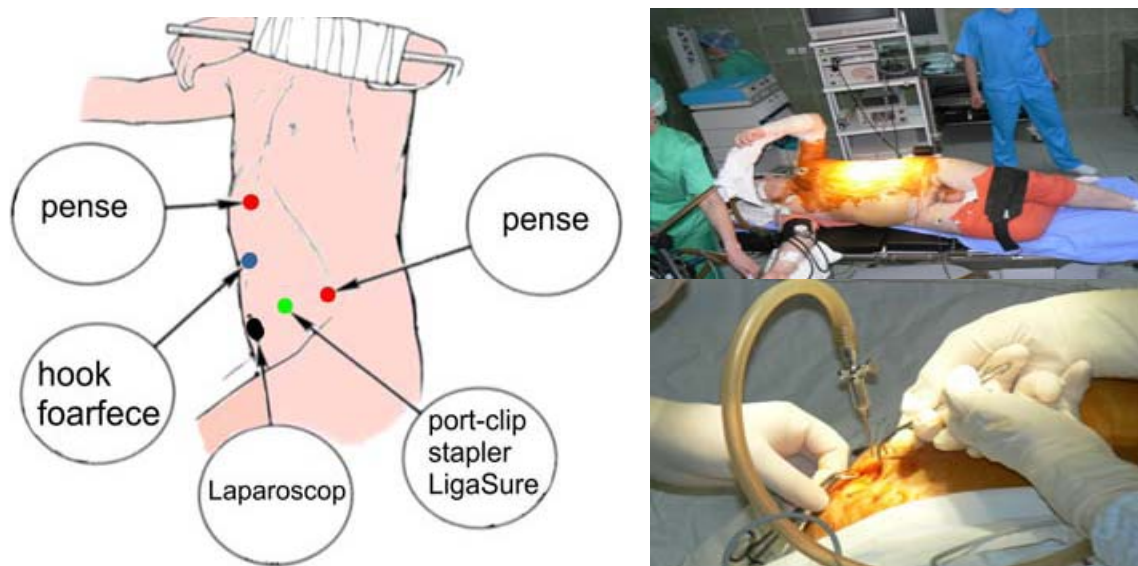 pense
pense
hook
foarfece
Laparoscop
port-clip
stapler
LigaSure